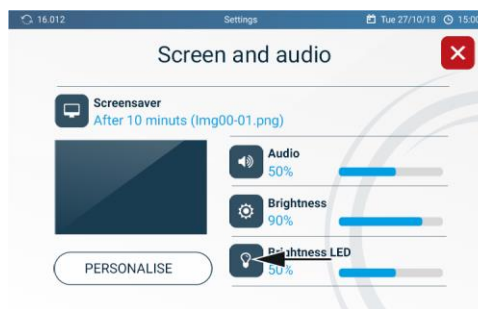 16.012 Settings Tue 27/10/18 15:00
Screen and audio
Screensaver
After 10 minuts (Img00-01.png)
Audio
50%
Brightness
90%
Brightness LED
50%
PERSONALISE